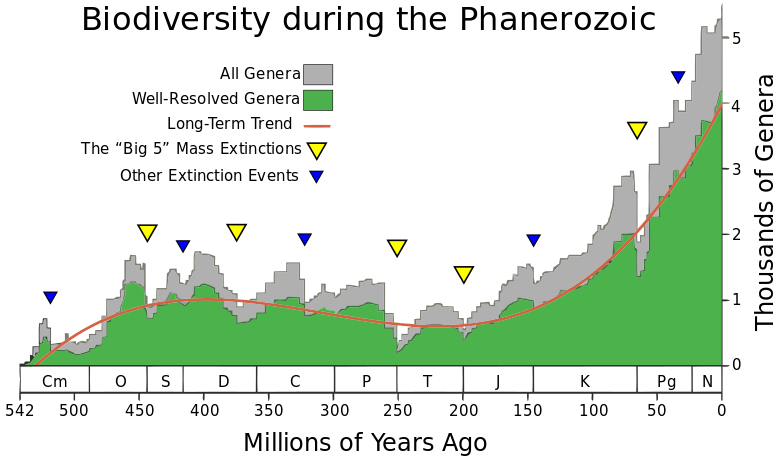 Biodiversity during the Phanerozoic
All Genera
Well-Resolved Genera
Long-Term Trend
The “Big 5” Mass Extinctions
Other Extinction Events
5
4
3
2
1
0
Thousands of Genera
Cm O S D C P T J K Pg N
542 500 450 400 350 300 250 200 150 100 50 0
Millions of Years Ago